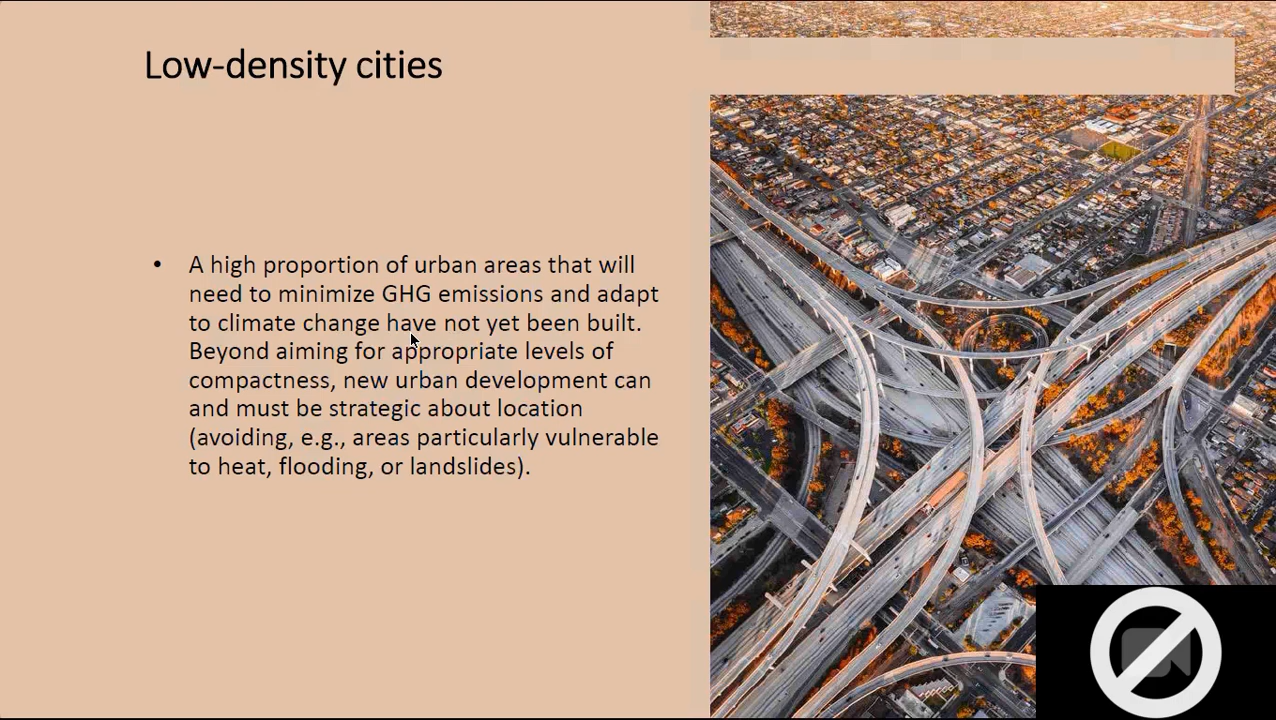 Low-density cities
• A high proportion of urban areas that will
need to minimize GHG emissions and adapt
to climate change have not yet been built.
Beyond aiming for appropriate levels of
compactness, new urban development can
and must be strategic about location
(avoiding, e.g., areas particularly vulnerable
to heat, flooding, or landslides).